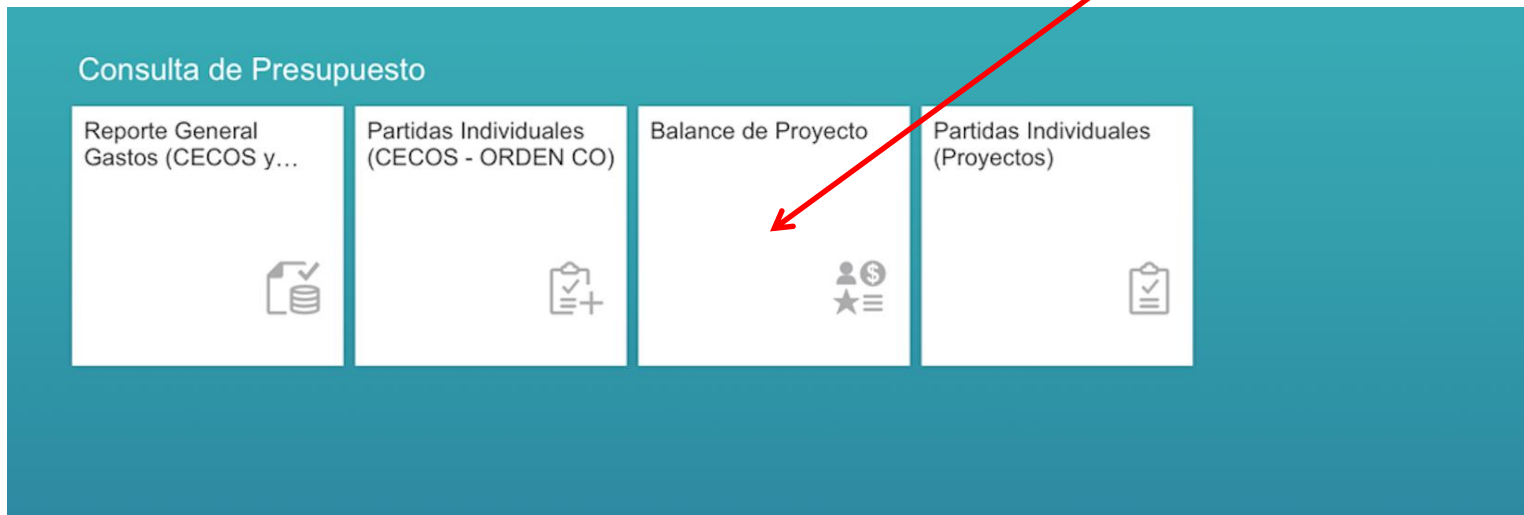 Consulta de Presupuesto
Reporte General
Gastos (CECOS y...
Partidas Individuales
(CECOS - ORDEN CO)
Balance de Proyecto
Partidas Individuales
(Proyectos)